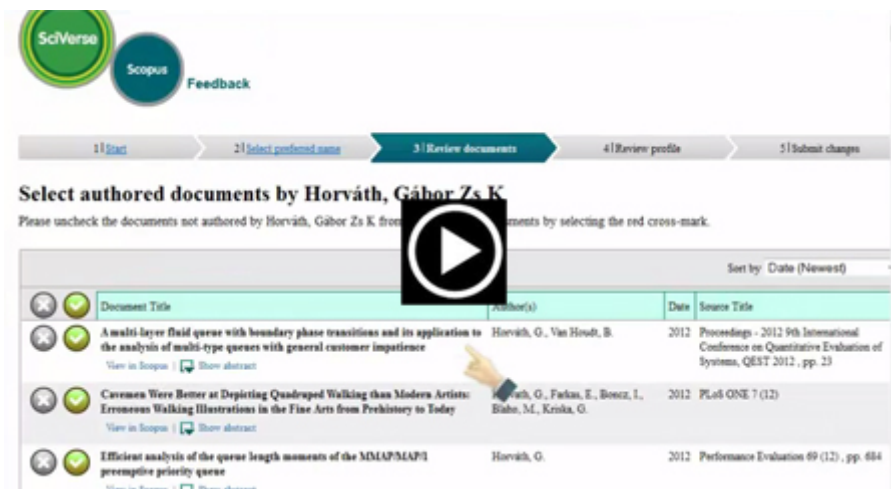 SciVerse
Scopus
Feedback
1 | Start
2 | Select preferred name
3 | Review documents
4 | Review profile
5 | Submit changes
Select authored documents by Horváth, Gábor Zs K
Please uncheck the documents not authored by Horváth, Gábor Zs K from documents by selecting the red cross-mark.
Sort by Date (Newest)
Document Title Author(s) Date Source Title
A multi-layer fluid queue with boundary phase transitions and its application to Horváth, G., Van Houdt, B. 2012 Proceedings - 2012 9th International
the analysis of multi-type queues with general customer impatience Conference on Quantitative Evaluation of
View in Scopus | Show abstract Systems, QEST 2012 , pp. 23
Cavemen Were Better at Depicting Quadruped Walking than Modern Artists: G., Farkas, E., Boncz, I., 2012 PLoS ONE 7 (12)
Erroneous Walking Illustrations in the Fine Arts from Prehistory to Today Blaho, M., Kriska, G.
View in Scopus | Show abstract
Efficient analysis of the queue length moments of the MMAP/MAP/1 Horváth, G. 2012 Performance Evaluation 69 (12) , pp. 684
preemptive priority queue
View in Scopus | Show abstract